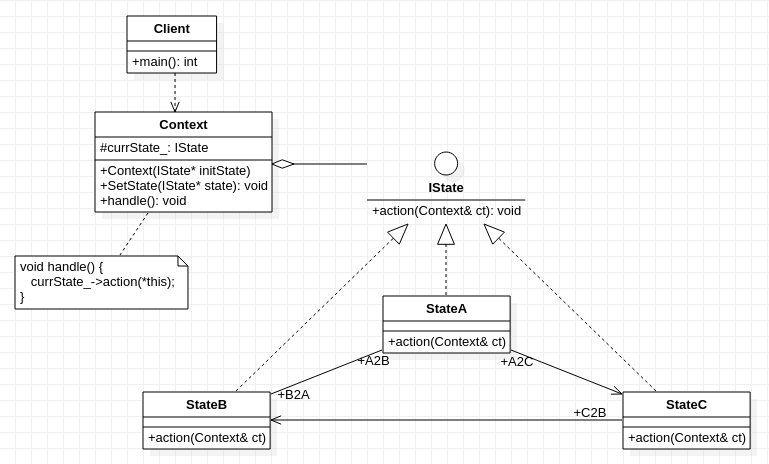 Client
+main(): int
Context
#currState_: IState
+Context(IState* initState)
+SetState(IState* state): void
+handle(): void
IState
+action(Context& ct): void
void handle() {
currState_->action(*this);
}
StateA
+action(Context& ct)
+A2B
+A2C
+B2A
StateB
+action(Context& ct)
+C2B
StateC
+action(Context& ct)